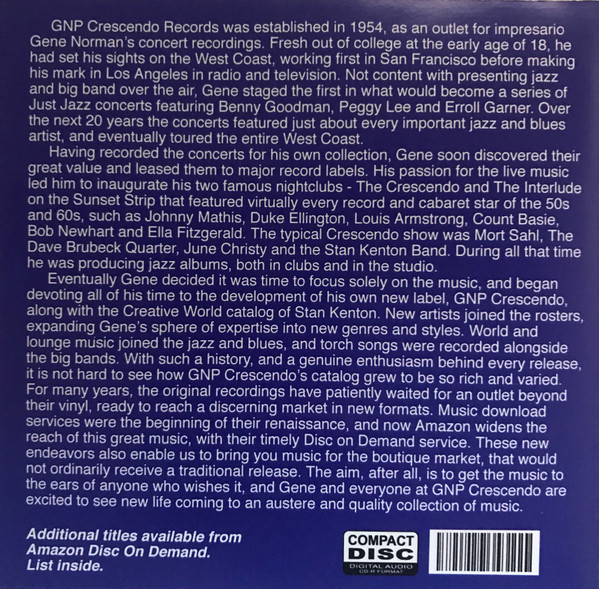 GNP Crescendo Records was established in 1954, as an outlet for impresario
Gene Norman's concert recordings. Fresh out of college at the early age of 18, he
had set his sights on the West Coast, working first in San Francisco before making
his mark in Los Angeles in radio and television. Not content with presenting jazz
and big band over the air, Gene staged the first in what would become a series of
Just Jazz concerts featuring Benny Goodman, Peggy Lee and Erroll Garner. Over
the next 20 years the concerts featured just about every important jazz and blues
artist, and eventually toured the entire West Coast.
Having recorded the concerts for his own collection, Gene soon discovered their
great value and leased them to major record labels. His passion for the live music
led him to inaugurate his two famous nightclubs - The Crescendo and The Interlude
on the Sunset Strip that featured virtually every record and cabaret star of the 50s
and 60s, such as Johnny Mathis, Duke Ellington, Louis Armstrong, Count Basie,
Bob Newhart and Ella Fitzgerald. The typical Crescendo show was Mort Sahl, The
Dave Brubeck Quarter, June Christy and the Stan Kenton Band. During all that time
he was producing jazz albums, both in clubs and in the studio.
Eventually Gene decided it was time to focus solely on the music, and began
devoting all of his time to the development of his own new label, GNP Crescendo,
along with the Creative World catalog of Stan Kenton. New artists joined the rosters,
expanding Gene's sphere of expertise into new genres and styles. World and
lounge music joined the jazz and blues, and torch songs were recorded alongside
the big bands. With such a history, and a genuine enthusiasm behind every release,
it is not hard to see how GNP Crescendo's catalog grew to be so rich and varied.
For many years, the original recordings have patiently waited for an outlet beyond
their vinyl, ready to reach a discerning market in new formats. Music download
services were the beginning of their renaissance, and now Amazon widens the
reach of this great music, with their timely Disc on Demand service. These new
endeavors also enable us to bring you music for the boutique market, that would
not ordinarily receive a traditional release. The aim, after all, is to get the music to
the ears of anyone who wishes it, and Gene and everyone at GNP Crescendo are
excited to see new life coming to an austere and quality collection of music.
Additional titles available from
Amazon Disc On Demand.
List inside.
COMPACT
DISC
DIGITAL AUDIO
CD-R FORMAT